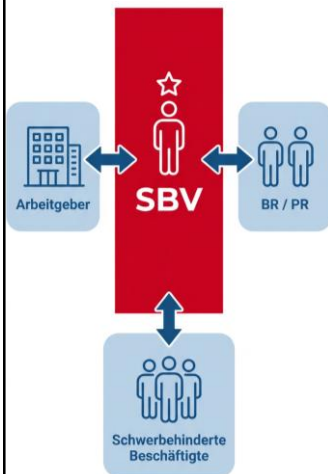 SBV
Arbeitgeber
BR / PR
Schwerbehinderte
Beschäftigte